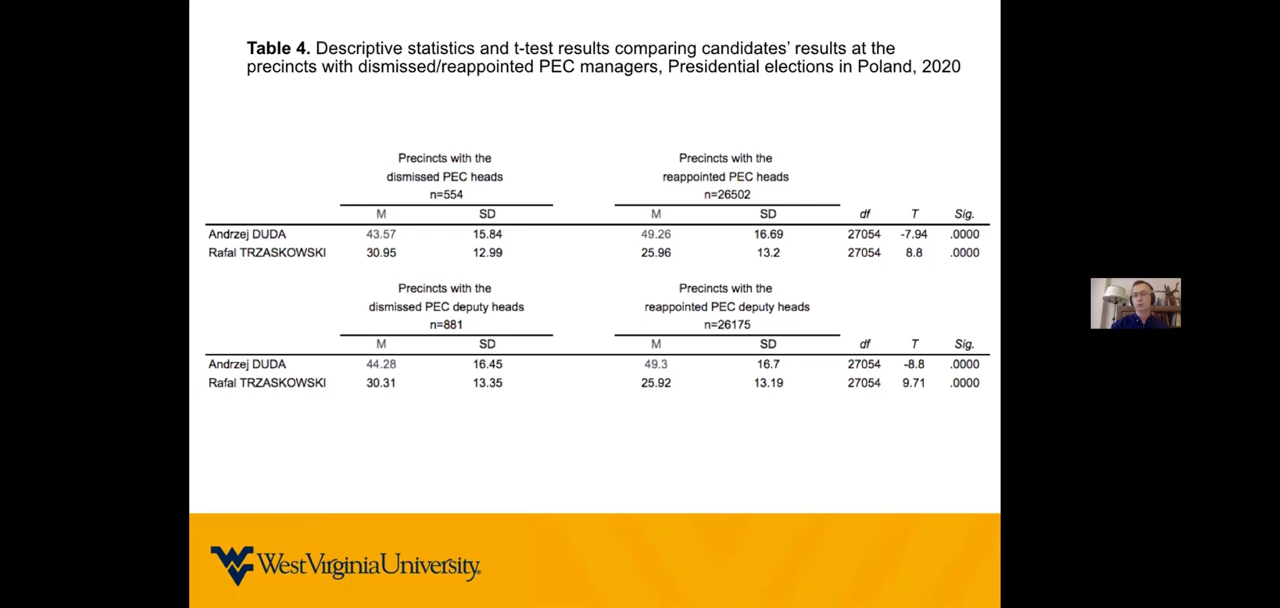 Table 4. Descriptive statistics and t-test results comparing candidates' results at the
precincts with dismissed/reappointed PEC managers, Presidential elections in Poland, 2020
Precincts with the
dismissed PEC heads
n=554
Precincts with the
reappointed PEC heads
n=26502
M SD M SD df T Sig.
Andrzej DUDA 43.57 15.84 49.26 16.69 27054 -7.94 .0000
Rafal TRZASKOWSKI 30.95 12.99 25.96 13.2 27054 8.8 .0000
Precincts with the
dismissed PEC deputy heads
n=881
Precincts with the
reappointed PEC deputy heads
n=26175
M SD M SD df T Sig.
Andrzej DUDA 44.28 16.45 49.3 16.7 27054 -8.8 .0000
Rafal TRZASKOWSKI 30.31 13.35 25.92 13.19 27054 9.71 .0000
WestVirginiaUniversity.